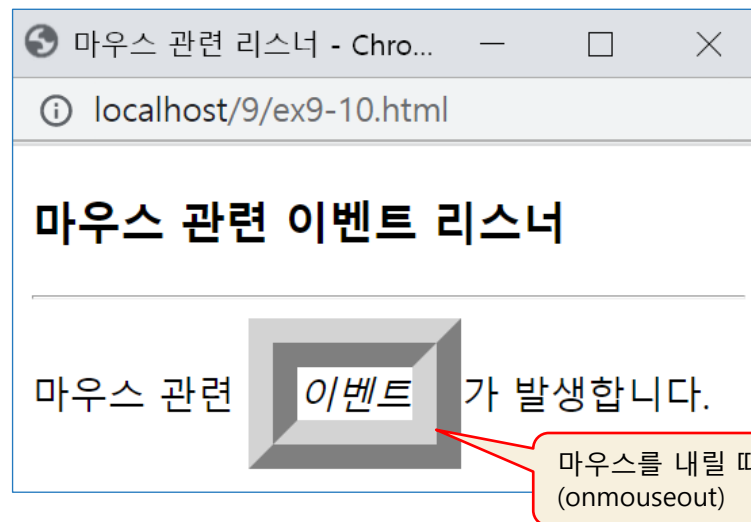 마우스 관련 리스너 - Chro...
localhost/9/ex9-10.html
마우스 관련 이벤트 리스너
마우스 관련 이벤트 가 발생합니다.
마우스를 내릴
(onmouseout)